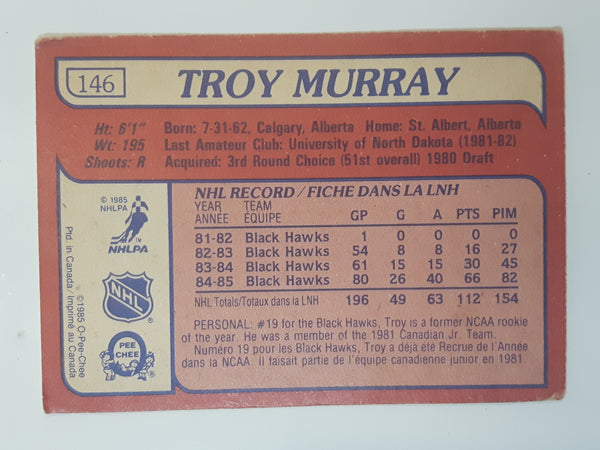 146
TROY MURRAY
Ht: 6'1" Born: 7-31-62, Calgary, Alberta Home: St. Albert, Alberta
Wt: 195 Last Amateur Club: University of North Dakota (1981-82)
Shoots: R Acquired: 3rd Round Choice (51st overall) 1980 Draft
© 1985
NHLPA
NHLPA
TM
NHL
OPEE CHEE
©1985 O-Pee-Chee
Ptd. in Canada/Imprimé au Canada
NHL RECORD/FICHE DANS LA LNH
YEAR TEAM
ANNÉE ÉQUIPE GP G A PTS PIM
81-82 Black Hawks 1 0 0 0 0
82-83 Black Hawks 54 8 8 16 27
83-84 Black Hawks 61 15 15 30 45
84-85 Black Hawks 80 26 40 66 82
NHL Totals/Totaux dans la LNH 196 49 63 112 154
PERSONAL: #19 for the Black Hawks, Troy is a former NCAA rookie
of the year. He was a member of the 1981 Canadian Jr. Team.
Numéro 19 pour les Black Hawks, Troy a déjà été Recrue de l'Année
dans la NCAA. Il faisait partie de l'équipe canadienne junior en 1981